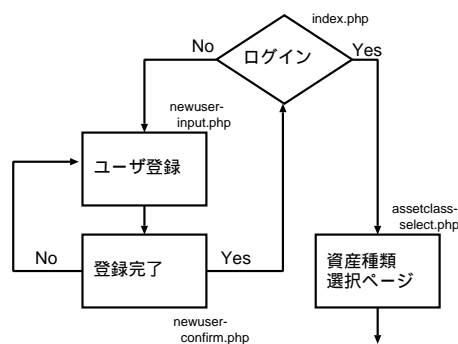 index.php
No
ログイン
Yes
newuser-
input.php
ユーザ登録
assetclass-
select.php
No
登録完了
Yes
資産種類
選択ページ
newuser-
confirm.php